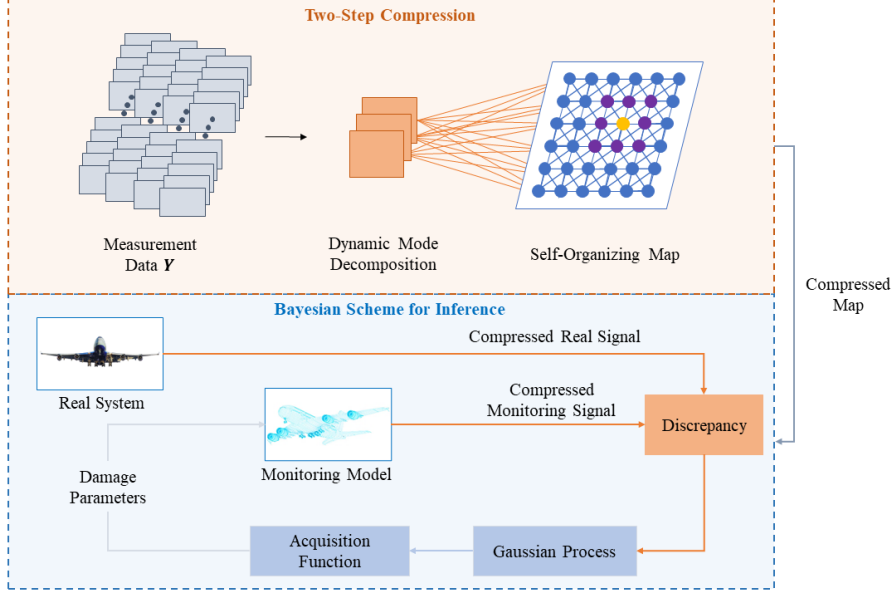 Two-Step Compression
Measurement
Data Y
Dynamic Mode
Decomposition
Self-Organizing Map
Compressed
Map
Bayesian Scheme for Inference
Compressed Real Signal
Real System
Compressed
Monitoring Signal
Discrepancy
Monitoring Model
Damage
Parameters
Acquisition
Function
Gaussian Process